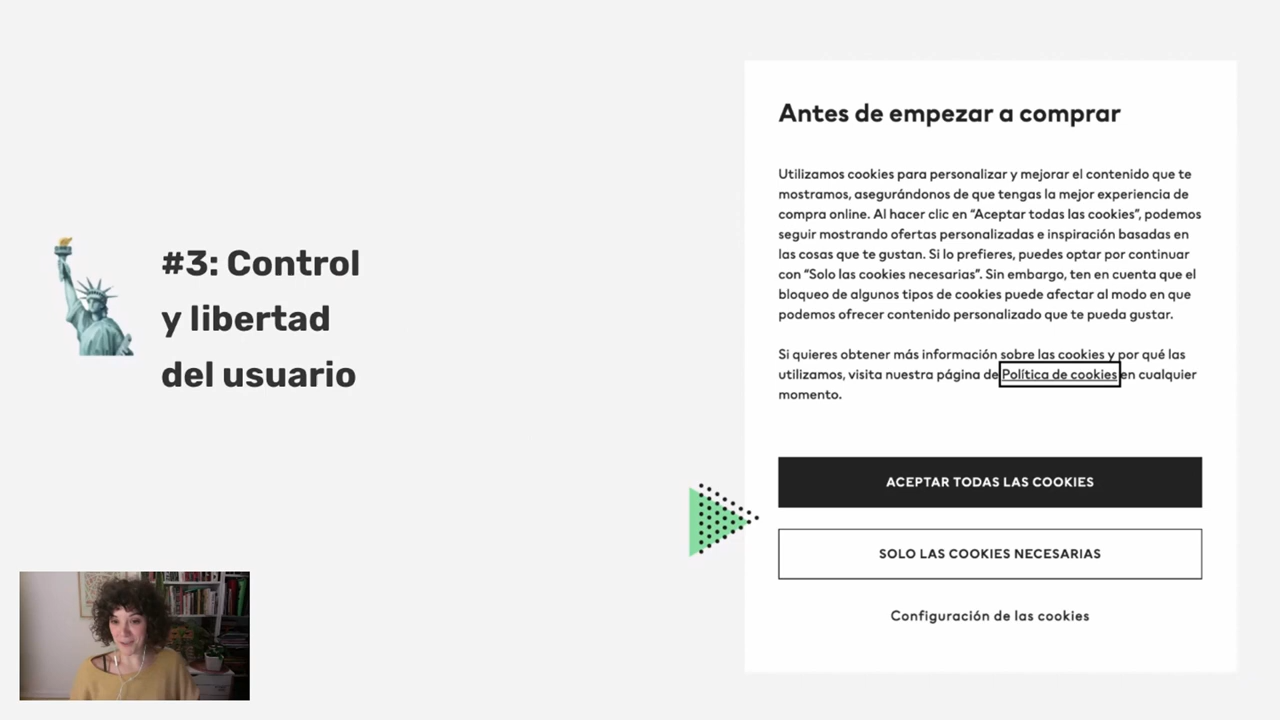 #3: Control
y libertad
del usuario
Antes de empezar a comprar
Utilizamos cookies para personalizar y mejorar el contenido que te
mostramos, asegurándonos de que tengas la mejor experiencia de
compra online. Al hacer clic en “Aceptar todas las cookies”, podemos
seguir mostrando ofertas personalizadas e inspiración basadas en
las cosas que te gustan. Si lo prefieres, puedes optar por continuar
con “Solo las cookies necesarias”. Sin embargo, ten en cuenta que el
bloqueo de algunos tipos de cookies puede afectar al modo en que
podemos ofrecer contenido personalizado que te pueda gustar.
Si quieres obtener más información sobre las cookies y por qué las
utilizamos, visita nuestra página de Política de cookies en cualquier
momento.
ACEPTAR TODAS LAS COOKIES
SOLO LAS COOKIES NECESARIAS
Configuración de las cookies